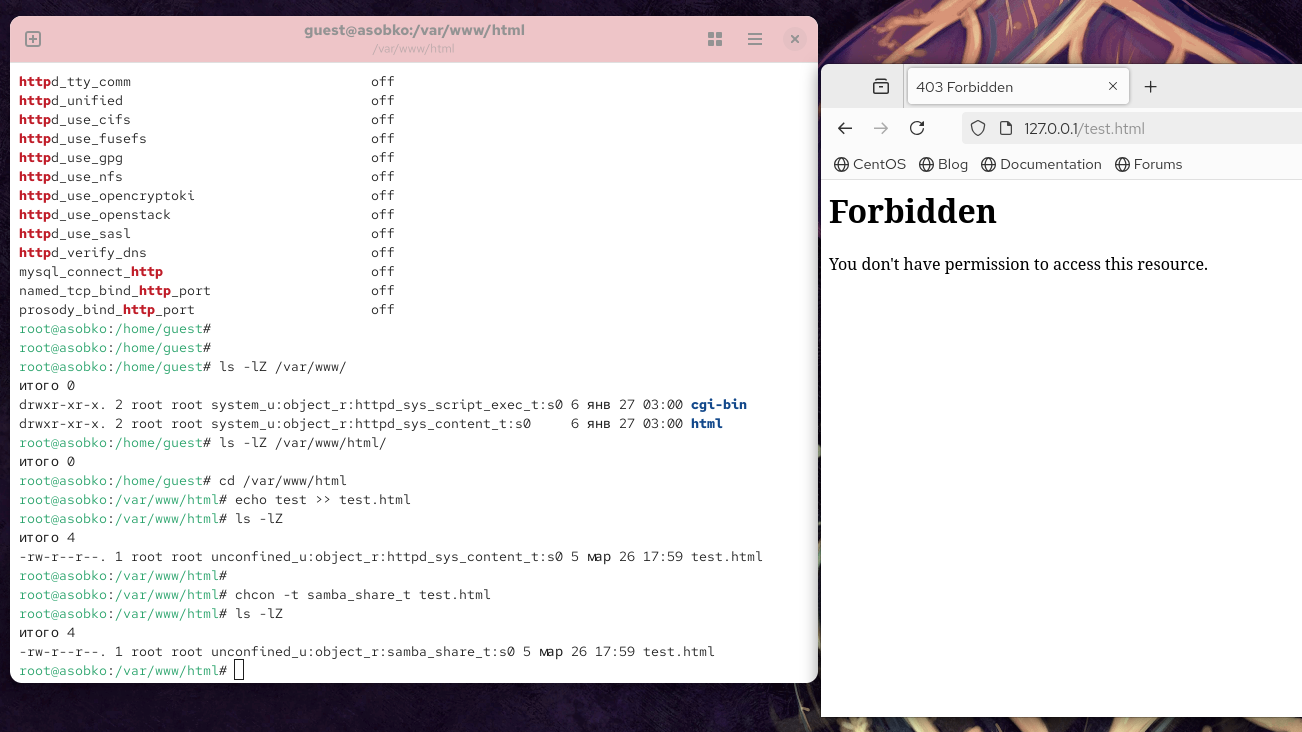 guest@asobko:/var/www/html
/var/www/html
httpd_tty_comm off
httpd_unified off
httpd_use_cifs off
httpd_use_fusefs off
httpd_use_gpg off
httpd_use_nfs off
httpd_use_opencryptoki off
httpd_use_openstack off
httpd_use_sasl off
httpd_verify_dns off
mysql_connect_http off
named_tcp_bind_http_port off
prosody_bind_http_port off
root@asobko:/home/guest#
root@asobko:/home/guest#
root@asobko:/home/guest# ls -lZ /var/www/
итого 0
drwxr-xr-x. 2 root root system_u:object_r:httpd_sys_script_exec_t:s0 6 янв 27 03:00 cgi-bin
drwxr-xr-x. 2 root root system_u:object_r:httpd_sys_content_t:s0 6 янв 27 03:00 html
root@asobko:/home/guest# ls -lZ /var/www/html/
итого 0
root@asobko:/home/guest# cd /var/www/html
root@asobko:/var/www/html# echo test >> test.html
root@asobko:/var/www/html# ls -lZ
итого 4
-rw-r--r--. 1 root root unconfined_u:object_r:httpd_sys_content_t:s0 5 мар 26 17:59 test.html
root@asobko:/var/www/html#
root@asobko:/var/www/html# chcon -t samba_share_t test.html
root@asobko:/var/www/html# ls -lZ
итого 4
-rw-r--r--. 1 root root unconfined_u:object_r:samba_share_t:s0 5 мар 26 17:59 test.html
root@asobko:/var/www/html#
403 Forbidden
127.0.0.1/test.html
CentOS Blog Documentation Forums
Forbidden
You don't have permission to access this resource.